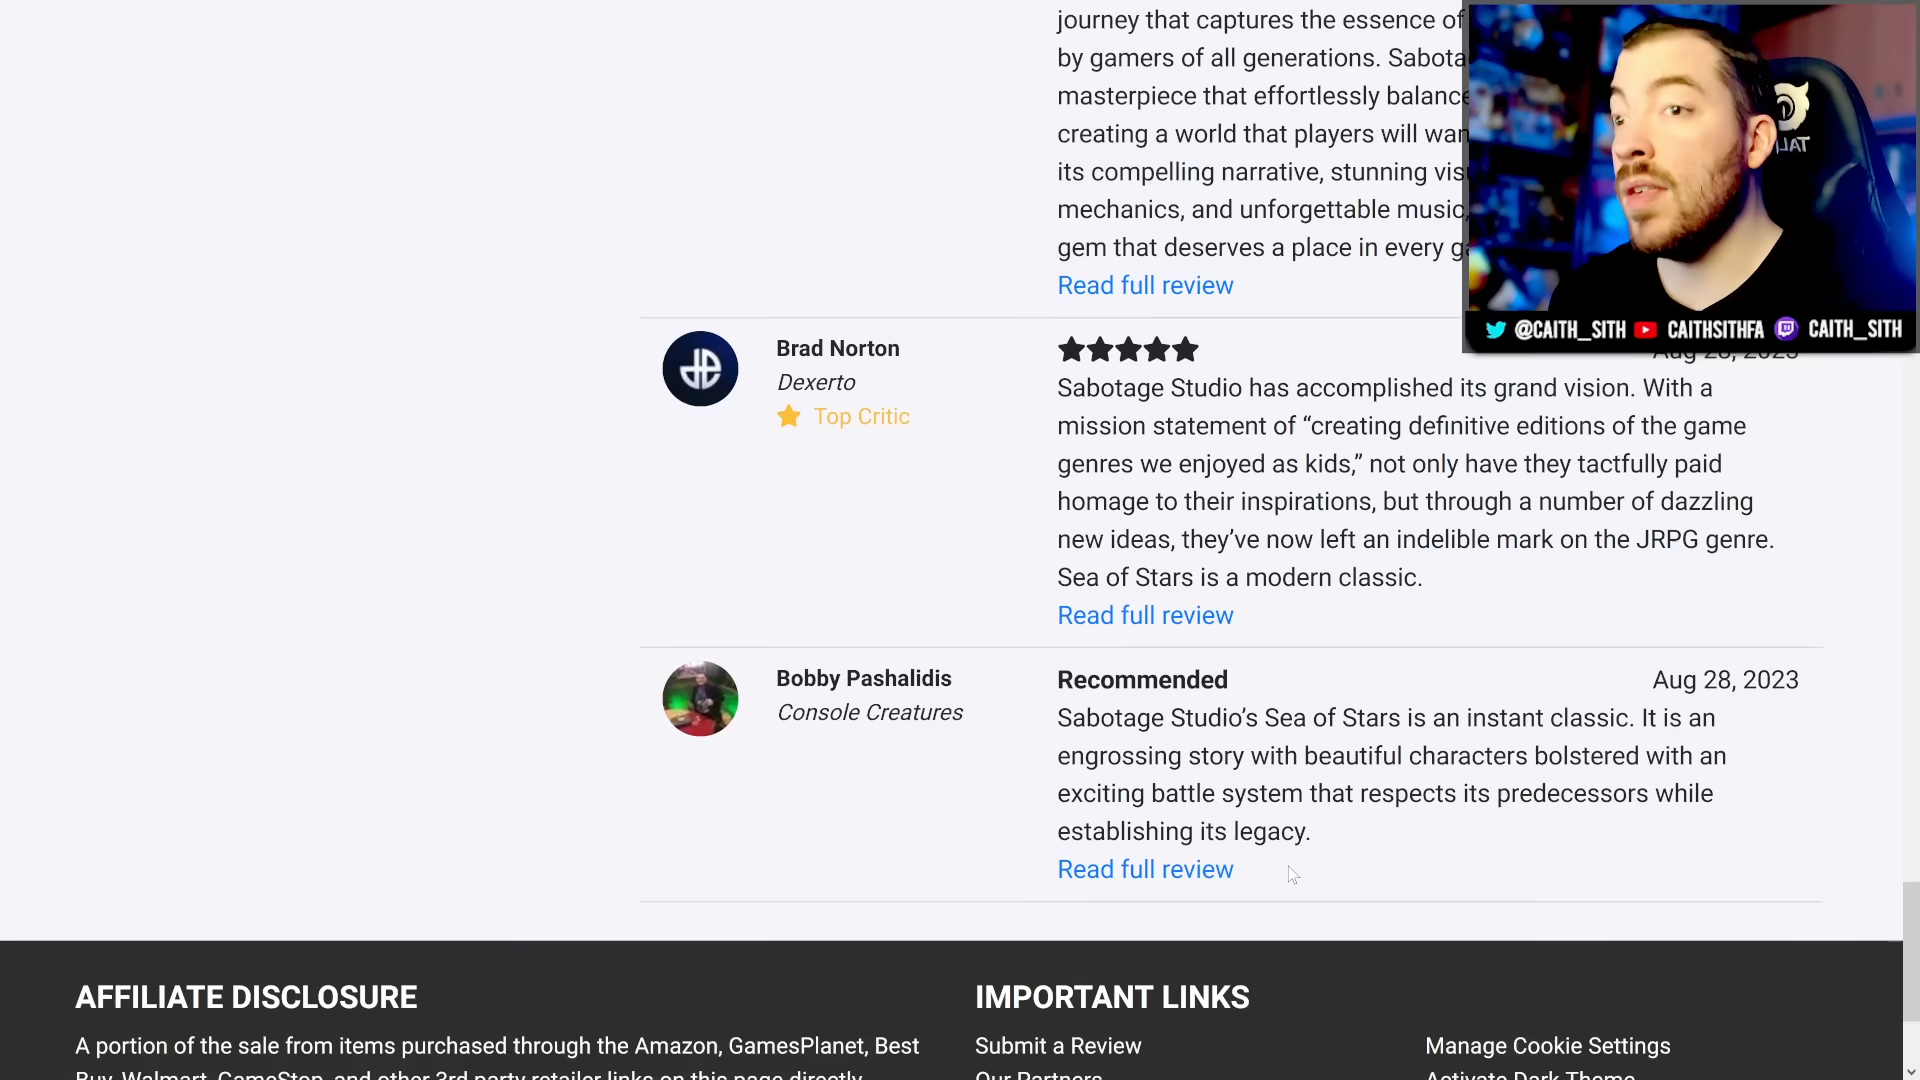 journey that captures the essence of
by gamers of all generations. Sabota
masterpiece that effortlessly balance
creating a world that players will wan
its compelling narrative, stunning vis
mechanics, and unforgettable music,
gem that deserves a place in every ga
Read full review
TALK
@CAITH_SITH CAITHSITHFA CAITH_SITH
Brad Norton
Dexerto
Top Critic
Aug 28, 2023
Sabotage Studio has accomplished its grand vision. With a
mission statement of “creating definitive editions of the game
genres we enjoyed as kids,” not only have they tactfully paid
homage to their inspirations, but through a number of dazzling
new ideas, they’ve now left an indelible mark on the JRPG genre.
Sea of Stars is a modern classic.
Read full review
Bobby Pashalidis
Console Creatures
Recommended
Aug 28, 2023
Sabotage Studio’s Sea of Stars is an instant classic. It is an
engrossing story with beautiful characters bolstered with an
exciting battle system that respects its predecessors while
establishing its legacy.
Read full review
AFFILIATE DISCLOSURE
A portion of the sale from items purchased through the Amazon, GamesPlanet, Best
Buy, Walmart, GameStop, and other 3rd party retailer links on this page directly
IMPORTANT LINKS
Submit a Review
Our Partners
Manage Cookie Settings
Activate Dark Theme